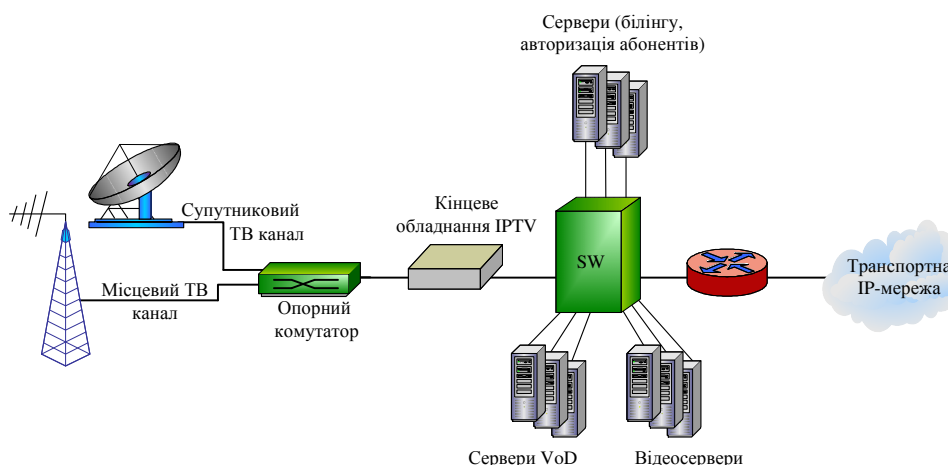 Сервери (білінгу,
авторизація абонентів)
Супутниковий
ТВ канал
Кінцеве
обладнання IPTV
SW
Транспортна
IP-мережа
Місцевий ТВ
канал
Опорний
комутатор
Сервери VoD
Відеосервери